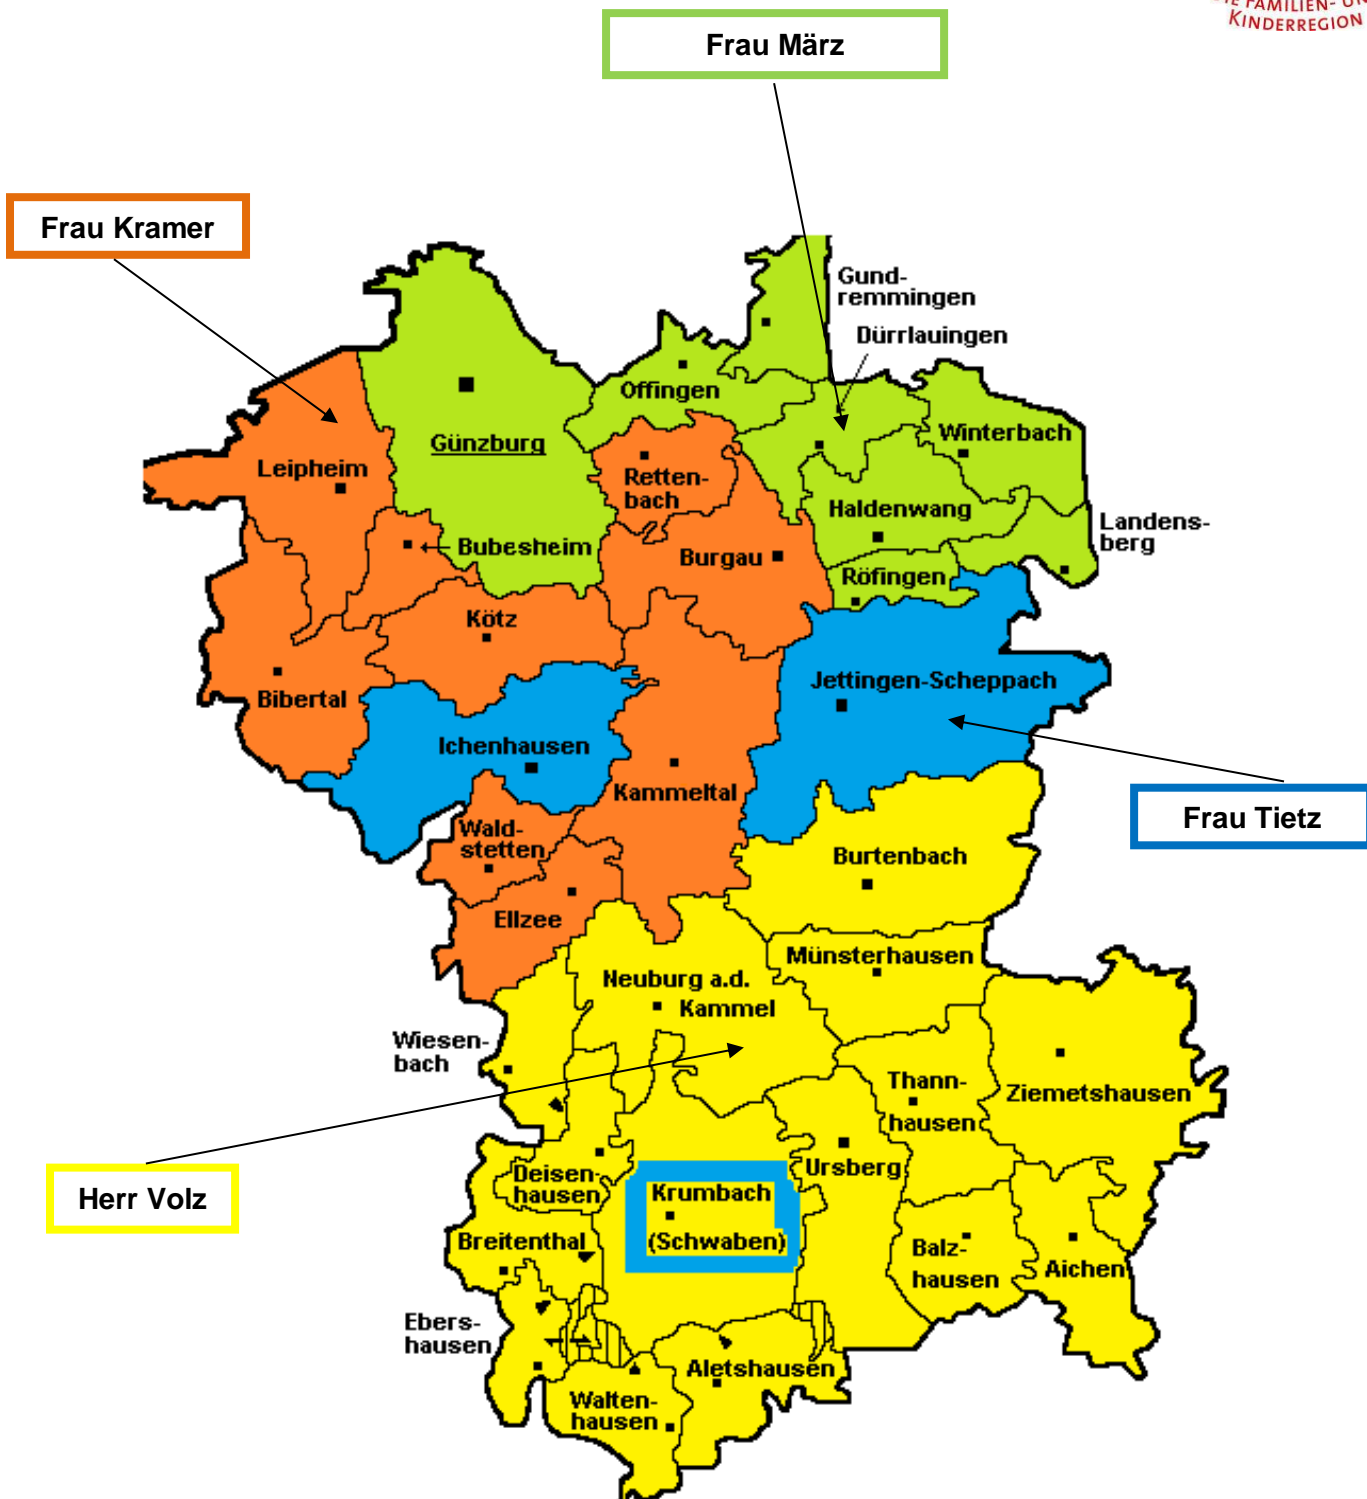 KINDERREGION
Frau März
Frau Kramer
Gund-
remmingen
Dürrlauingen
Offingen
Günzburg
Winterbach
Leipheim
Retten-
bach
Haldenwang
Landens-
berg
Bubesheim
Burgau
Röfingen
Kötz
Bibertal
Jettingen-Scheppach
Ichenhausen
Kammeltal
Frau Tietz
Wald-
stetten
Burtenbach
Ellzee
Münsterhausen
Neuburg a.d.
Kammel
Wiesen-
bach
Thann-
hausen
Ziemetshausen
Herr Volz
Deisen-
hausen
Ursberg
Krumbach
(Schwaben)
Breitenthal
Balz-
hausen
Aichen
Ebers-
hausen
Aletshausen
Walten-
hausen